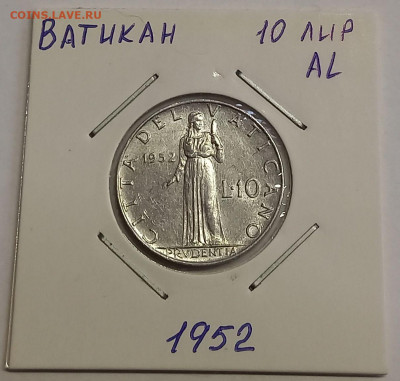 COINS.LAVE.RU
ВАТИКАН 10 ЛИР
AL
CITTA DEL VATICANO
1952
L.10
PRVDENTIA
1952